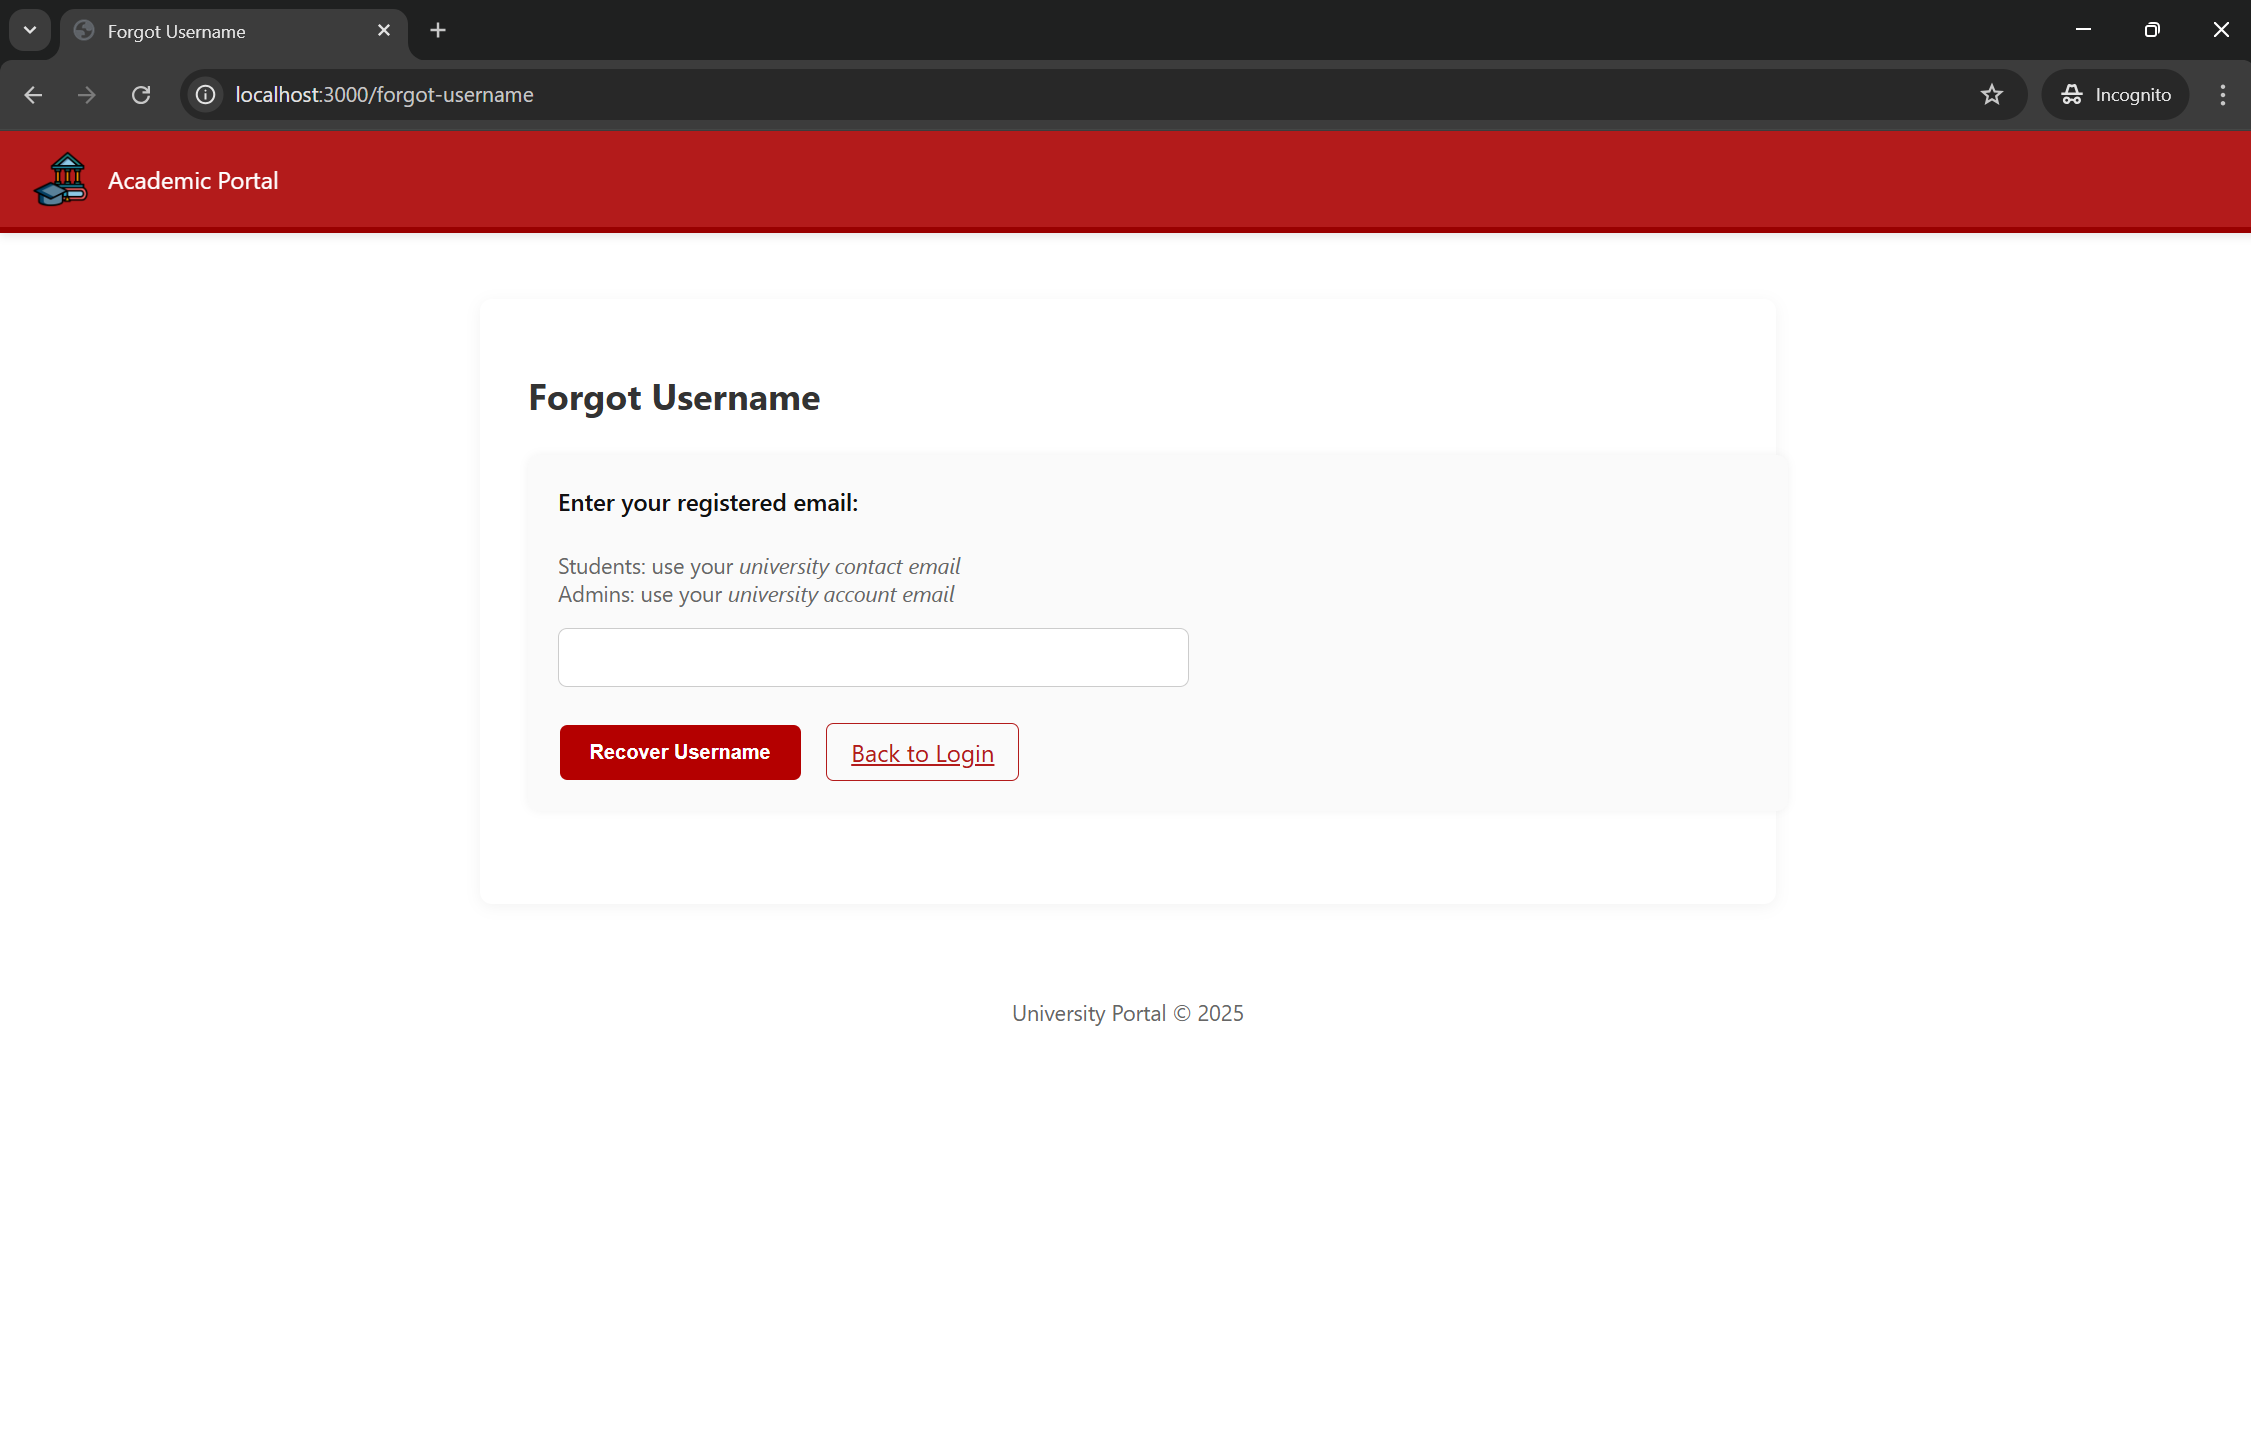 Forgot Username
localhost:3000/forgot-username
Incognito
Academic Portal
Forgot Username
Enter your registered email:
Students: use your university contact email
Admins: use your university account email
Recover Username
Back to Login
University Portal © 2025